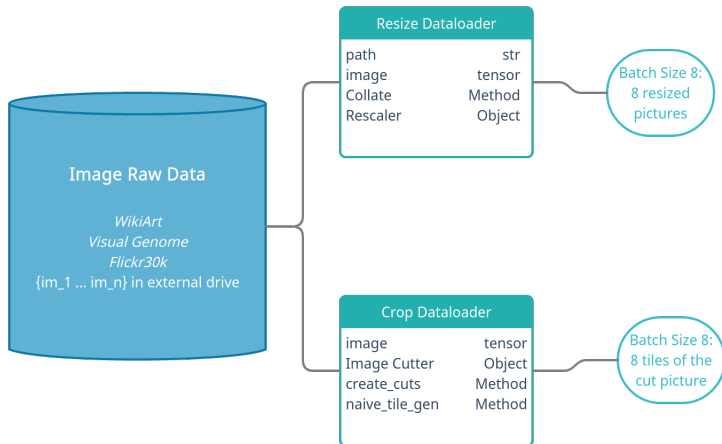 Image Raw Data
WikiArt
Visual Genome
Flickr30k
{im_1 ... im_n} in external drive
Resize Dataloader
path str
image tensor
Collate Method
Rescaler Object
Batch Size 8:
8 resized
pictures
Crop Dataloader
image tensor
Image Cutter Object
create_cuts Method
naive_tile_gen Method
Batch Size 8:
8 tiles of the
cut picture